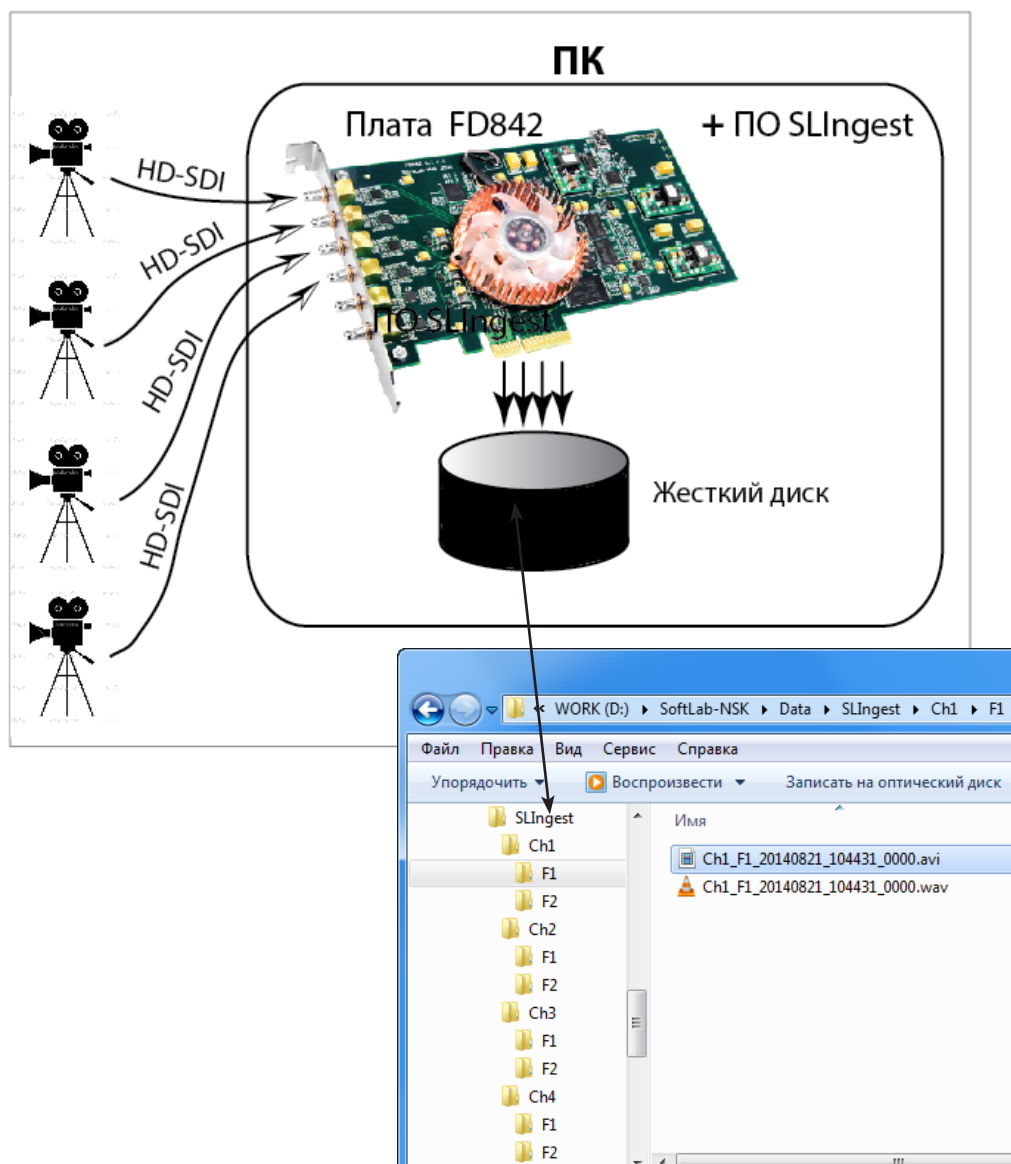 ПК
Плата FD842
+ ПО SLIngest
HD-SDI
HD-SDI
HD-SDI
HD-SDI
ПО SLIngest
Жесткий диск
« WORK (D:) ▸ SoftLab-NSK ▸ Data ▸ SLIngest ▸ Ch1 ▸ F1
Файл Правка Вид Сервис Справка
Упорядочить Воспроизвести Записать на оптический диск
SLIngest
Ch1
F1
F2
Ch2
F1
F2
Ch3
F1
F2
Ch4
F1
F2
Имя
Ch1_F1_20140821_104431_0000.avi
Ch1_F1_20140821_104431_0000.wav